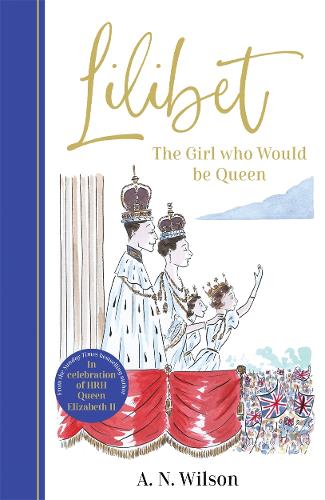 Lilibet
The Girl who Would
be Queen
From the Sunday Times bestselling author
In
celebration
of HRH
Queen
Elizabeth II
A. N. Wilson